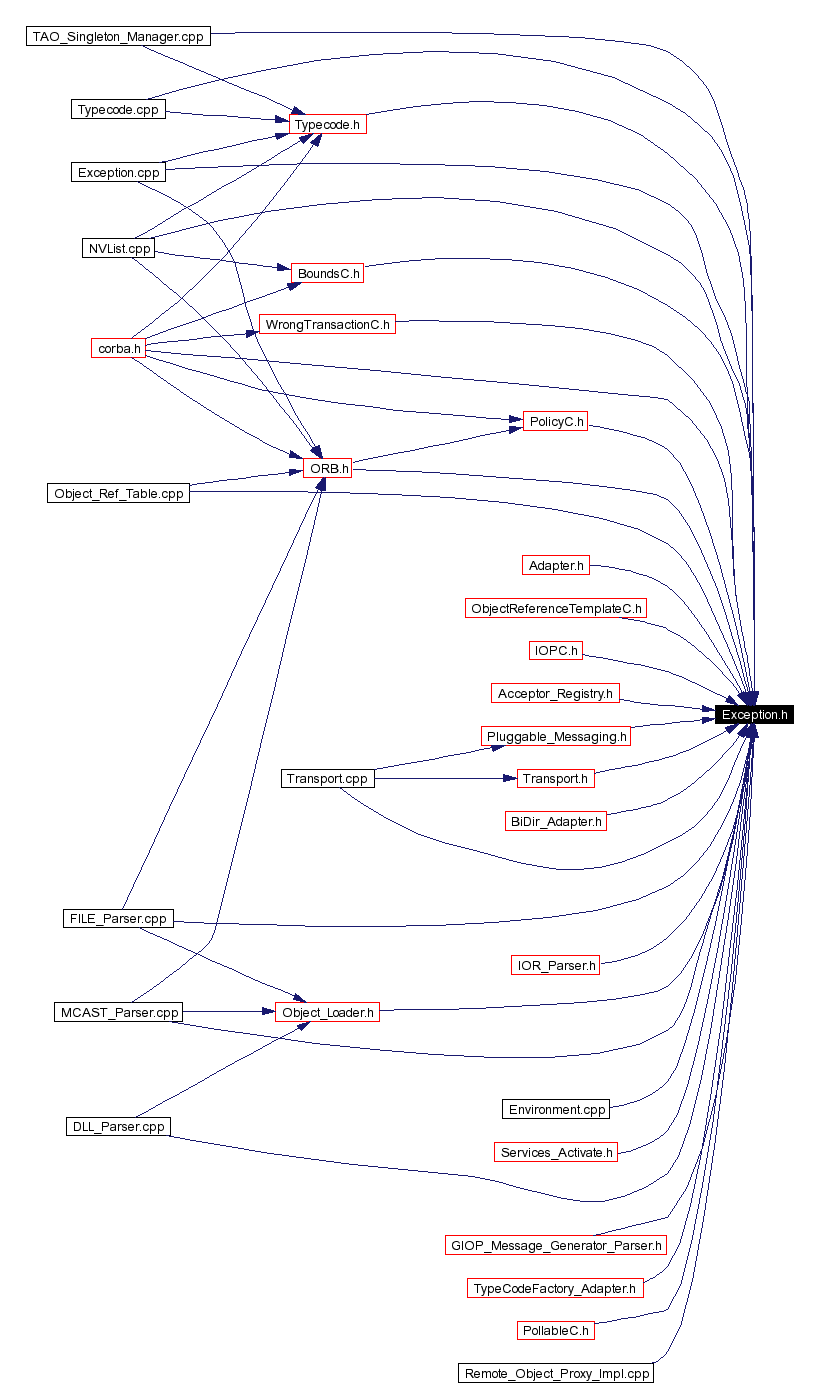 TAO_Singleton_Manager.cpp
Typecode.cpp
Typecode.h
Exception.cpp
NVList.cpp
BoundsC.h
WrongTransactionC.h
corba.h
PolicyC.h
ORB.h
Object_Ref_Table.cpp
Adapter.h
ObjectReferenceTemplateC.h
IOPC.h
Acceptor_Registry.h
Exception.h
Pluggable_Messaging.h
Transport.cpp
Transport.h
BiDir_Adapter.h
FILE_Parser.cpp
IOR_Parser.h
MCAST_Parser.cpp
Object_Loader.h
Environment.cpp
DLL_Parser.cpp
Services_Activate.h
GIOP_Message_Generator_Parser.h
TypeCodeFactory_Adapter.h
PollableC.h
Remote_Object_Proxy_Impl.cpp